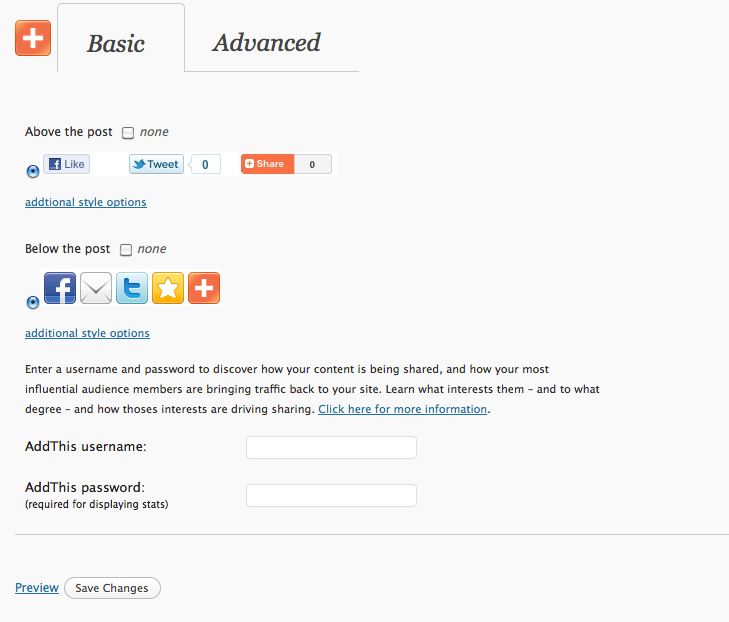 Basic Advanced
Above the post none
Like Tweet 0 Share 0
addtional style options
Below the post none
additional style options
Enter a username and password to discover how your content is being shared, and how your most
influential audience members are bringing traffic back to your site. Learn what interests them – and to what
degree – and how thoses interests are driving sharing. Click here for more information.
AddThis username:
AddThis password:
(required for displaying stats)
Preview Save Changes